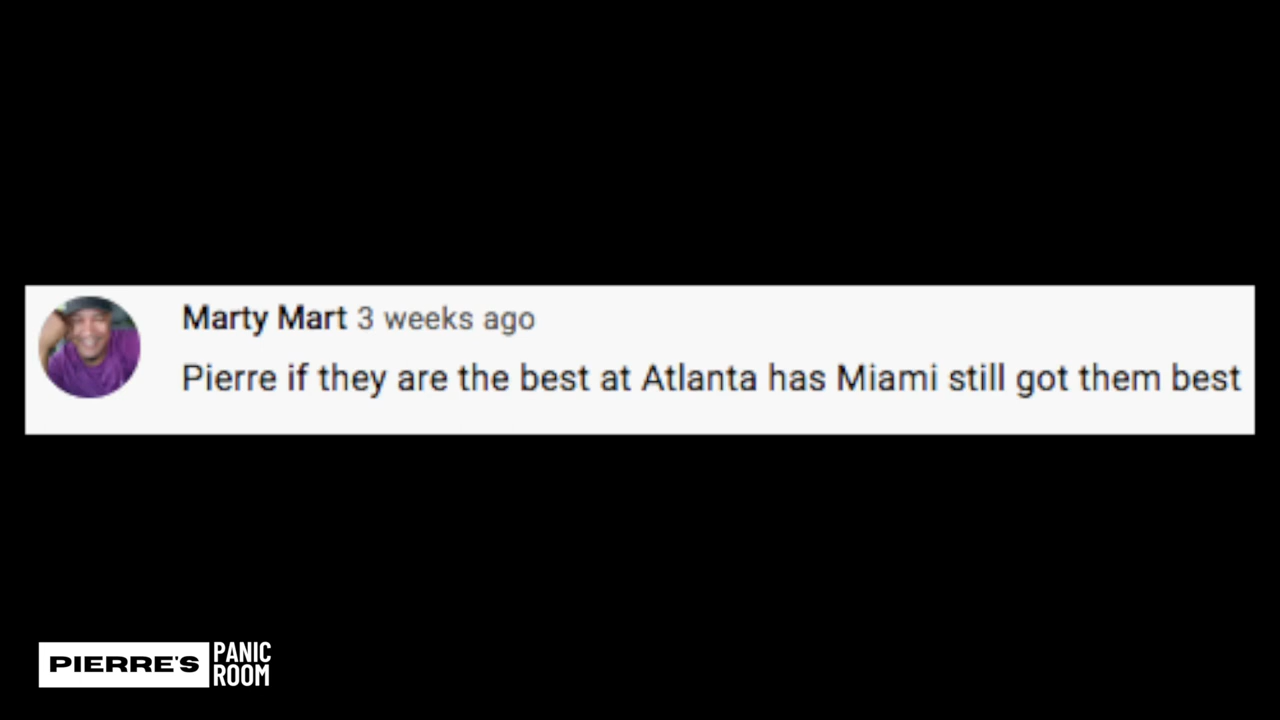 Marty Mart 3 weeks ago
Pierre if they are the best at Atlanta has Miami still got them best
PIERRE'S
PANIC
ROOM